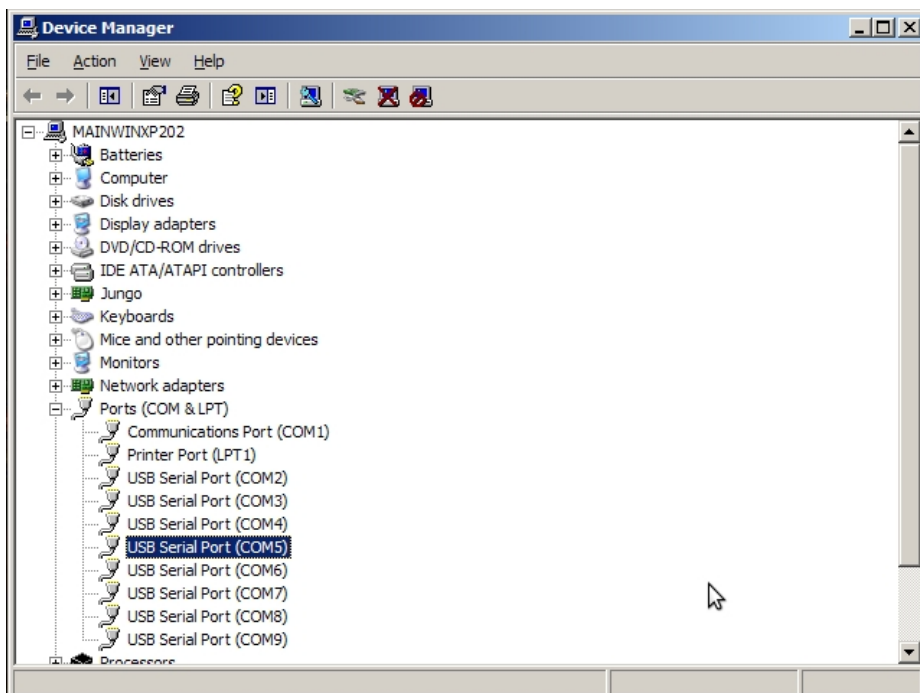 Device Manager
File Action View Help
MAINWINXP202
Batteries
Computer
Disk drives
Display adapters
DVD/CD-ROM drives
IDE ATA/ATAPI controllers
Jungo
Keyboards
Mice and other pointing devices
Monitors
Network adapters
Ports (COM & LPT)
Communications Port (COM1)
Printer Port (LPT1)
USB Serial Port (COM2)
USB Serial Port (COM3)
USB Serial Port (COM4)
USB Serial Port (COM5)
USB Serial Port (COM6)
USB Serial Port (COM7)
USB Serial Port (COM8)
USB Serial Port (COM9)
Processors